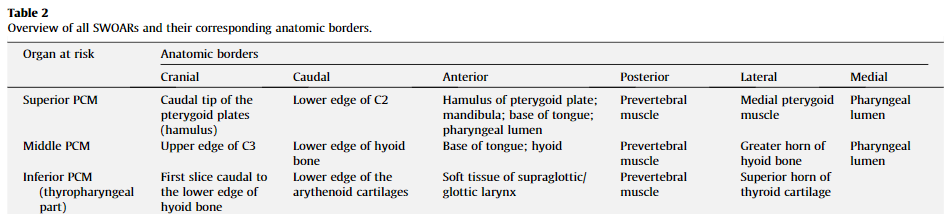 Table 2
Overview of all SWOARs and their corresponding anatomic borders.
Organ at risk Anatomic borders
Cranial Caudal Anterior Posterior Lateral Medial
Superior PCM Caudal tip of the Lower edge of C2 Hamulus of pterygoid plate; Prevertebral Medial pterygoid Pharyngeal
pterygoid plates mandibula; base of tongue; muscle muscle lumen
(hamulus) pharyngeal lumen
Middle PCM Upper edge of C3 Lower edge of hyoid Base of tongue; hyoid Prevertebral Greater horn of Pharyngeal
bone muscle hyoid bone lumen
Inferior PCM First slice caudal to Lower edge of the Soft tissue of supraglottic/ Prevertebral Superior horn of
(thyropharyngeal the lower edge of arythenoid cartilages glottic larynx muscle thyroid cartilage
part) hyoid bone